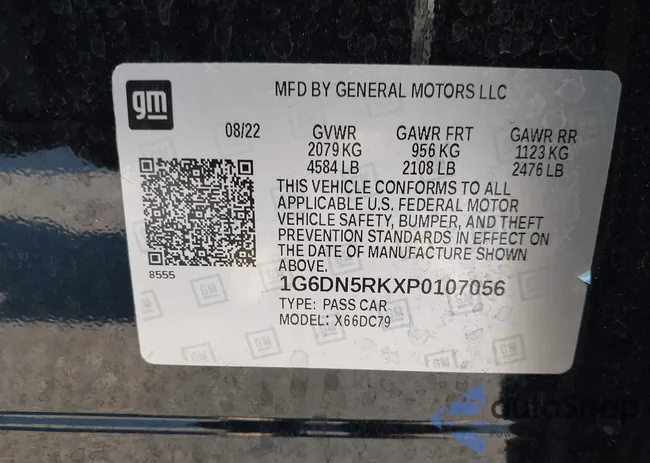 gm
MFD BY GENERAL MOTORS LLC
08/22 GVWR GAWR FRT GAWR RR
2079 KG 956 KG 1123 KG
4584 LB 2108 LB 2476 LB
THIS VEHICLE CONFORMS TO ALL
APPLICABLE U.S. FEDERAL MOTOR
VEHICLE SAFETY, BUMPER, AND THEFT
PREVENTION STANDARDS IN EFFECT ON
THE DATE OF MANUFACTURE SHOWN
ABOVE.
8555
1G6DN5RKXP0107056
TYPE: PASS CAR
MODEL: X66DC79